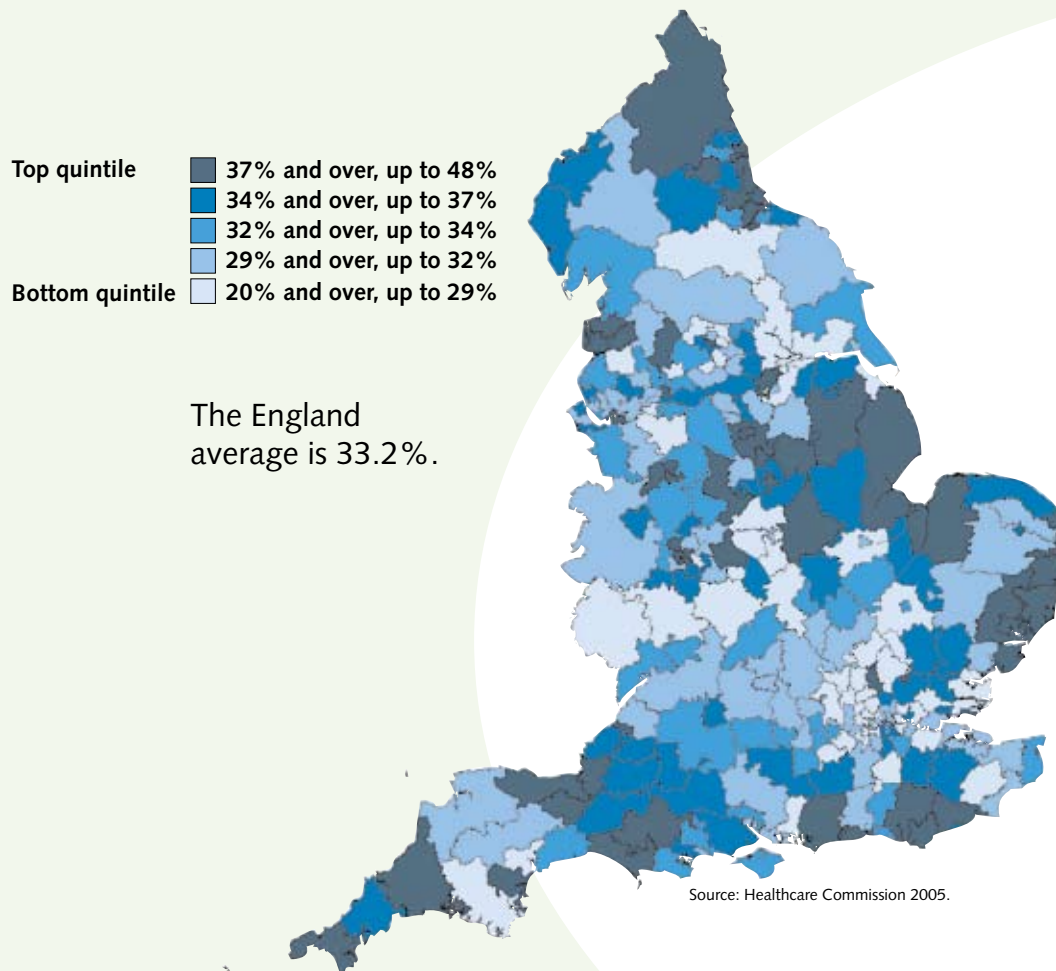 Top quintile
37% and over, up to 48%
34% and over, up to 37%
32% and over, up to 34%
29% and over, up to 32%
Bottom quintile
20% and over, up to 29%
The England
average is 33.2%.
Source: Healthcare Commission 2005.